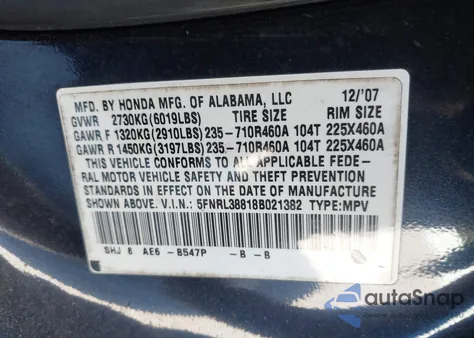 MFD. BY HONDA MFG. OF ALABAMA, LLC 12/'07
GVWR 2730KG(6019LBS) TIRE SIZE RIM SIZE
GAWR F 1320KG(2910LBS) 235-710R460A 104T 225X460A
GAWR R 1450KG(3197LBS) 235-710R460A 104T 225X460A
THIS VEHICLE CONFORMS TO ALL APPLICABLE FEDE-
RAL MOTOR VEHICLE SAFETY AND THEFT PREVENTION
STANDARDS IN EFFECT ON THE DATE OF MANUFACTURE
SHOWN ABOVE. V.I.N.: 5FNRL38818B021382 TYPE:MPV
SHJ 8 AE6 -B547P -B -B
autoSnap